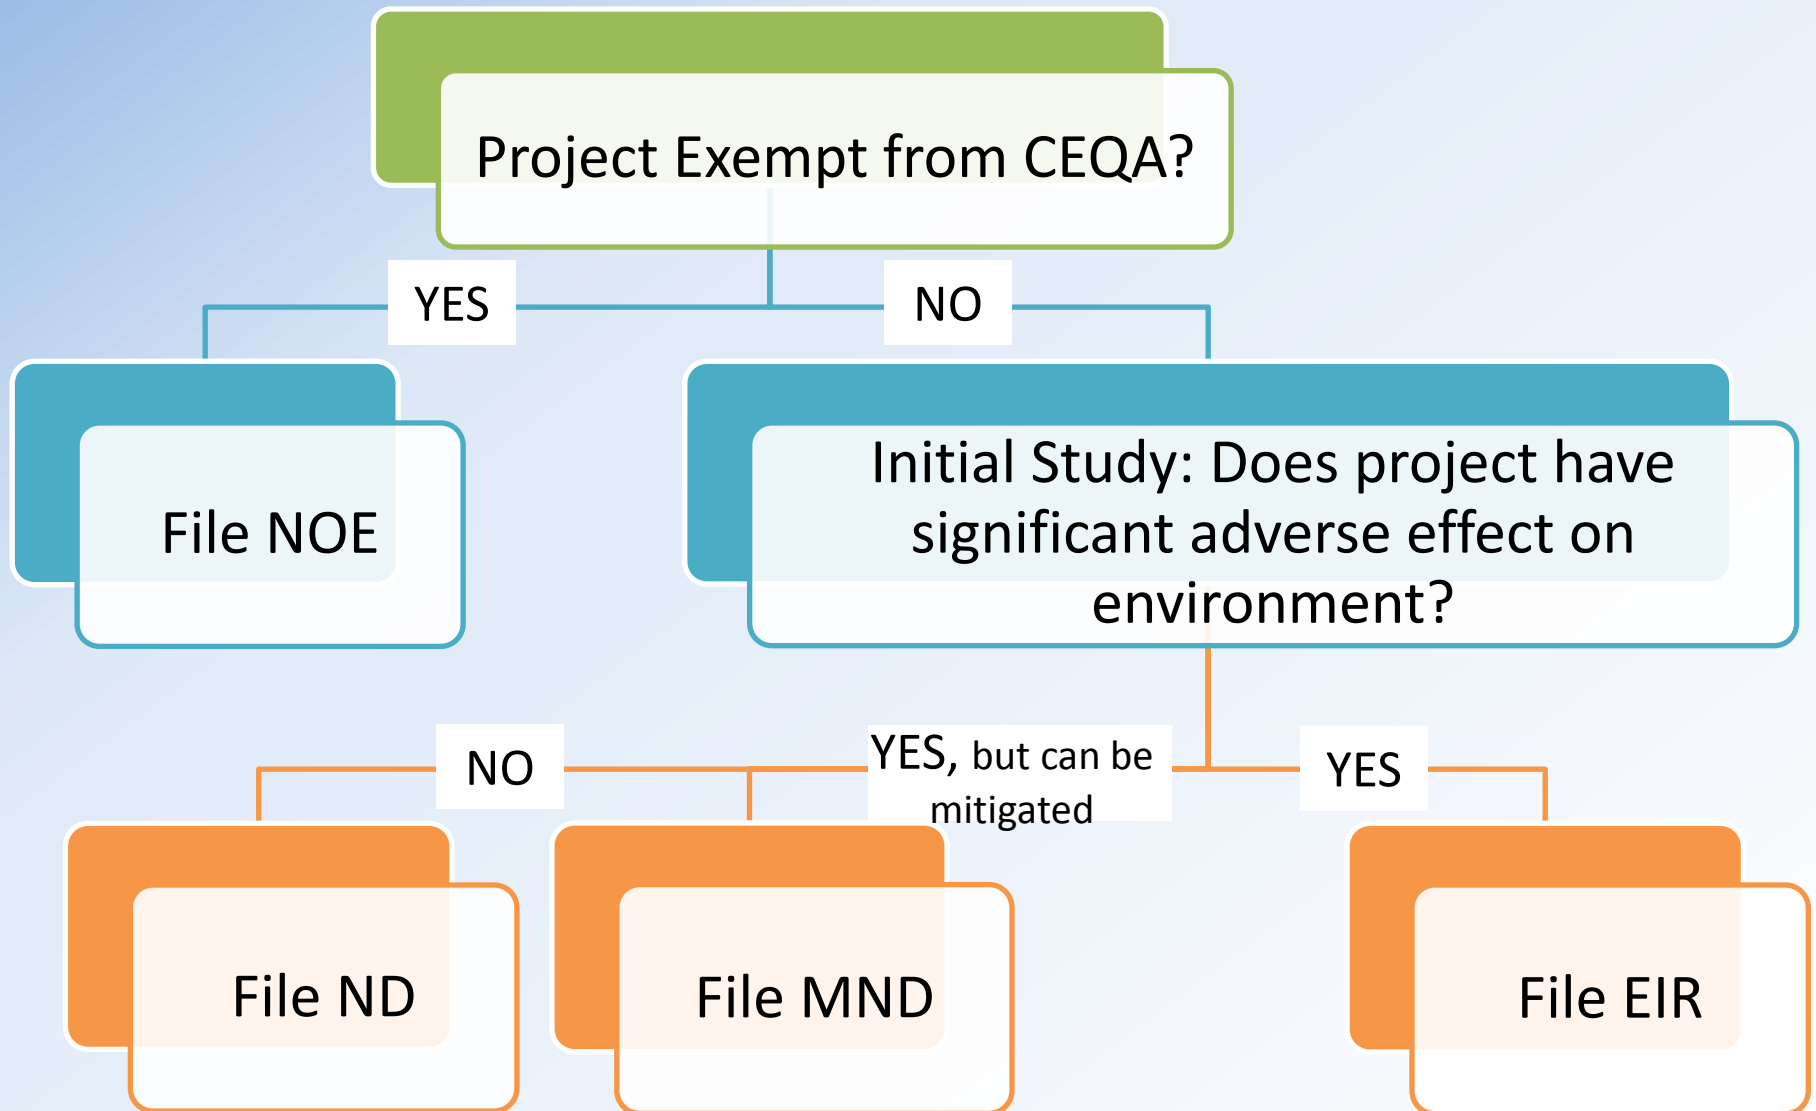 Project Exempt from CEQA?
YES
NO
File NOE
Initial Study: Does project have
significant adverse effect on
environment?
NO
YES, but can be
mitigated
YES
File ND
File MND
File EIR